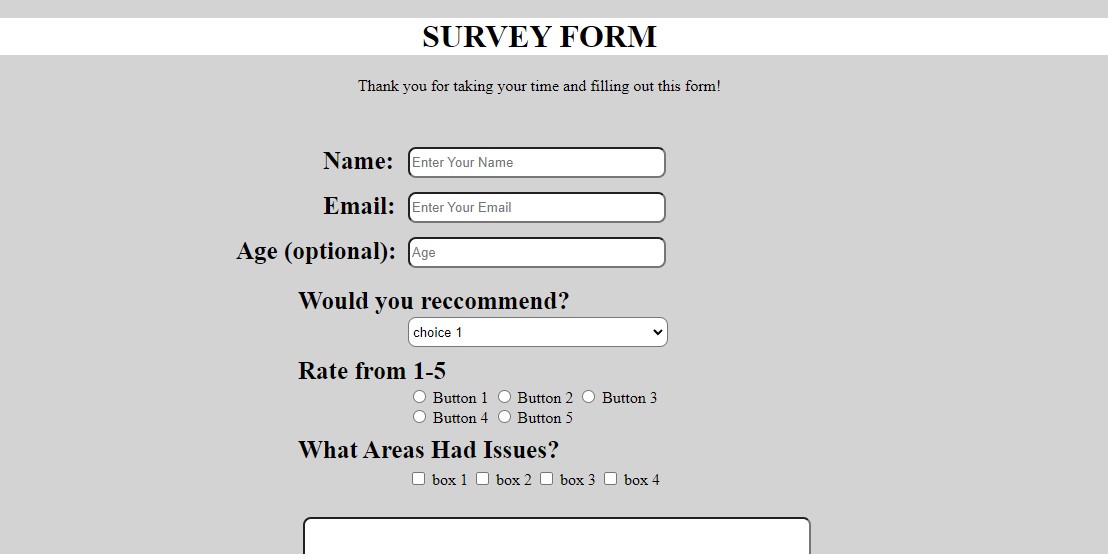 SURVEY FORM
Thank you for taking your time and filling out this form!
Name: Enter Your Name
Email: Enter Your Email
Age (optional): Age
Would you reccommend?
choice 1
Rate from 1-5
Button 1 Button 2 Button 3
Button 4 Button 5
What Areas Had Issues?
box 1 box 2 box 3 box 4